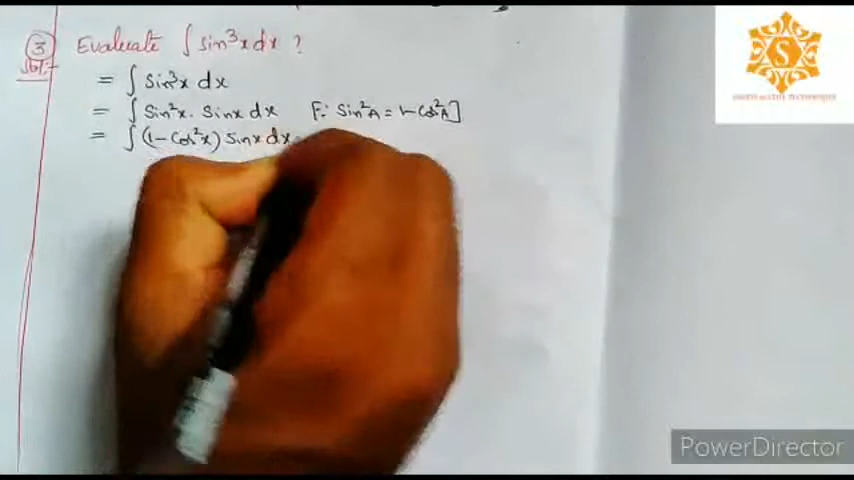 ③ Evaluate ∫ sin³x dx ?
Sol:-
= ∫ Sin³x dx
= ∫ Sin²x . Sinx dx [∵ Sin²A = 1-Cos²A]
= ∫ (1-Cos²x) Sinx dx
S
PowerDirector